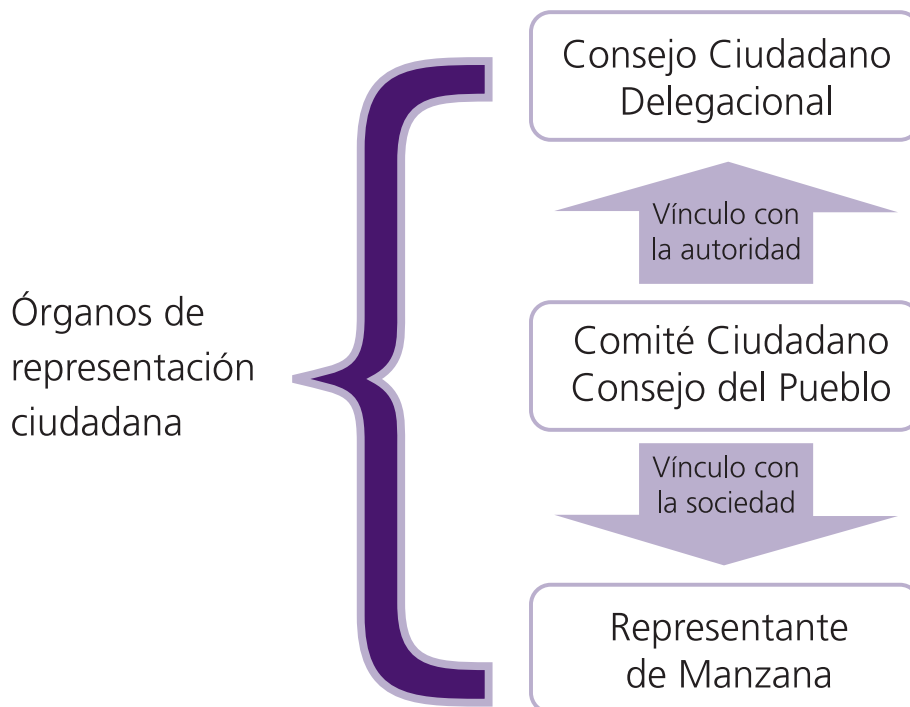 Órganos de
representación
ciudadana
Consejo Ciudadano
Delegacional
Vínculo con
la autoridad
Comité Ciudadano
Consejo del Pueblo
Vínculo con
la sociedad
Representante
de Manzana